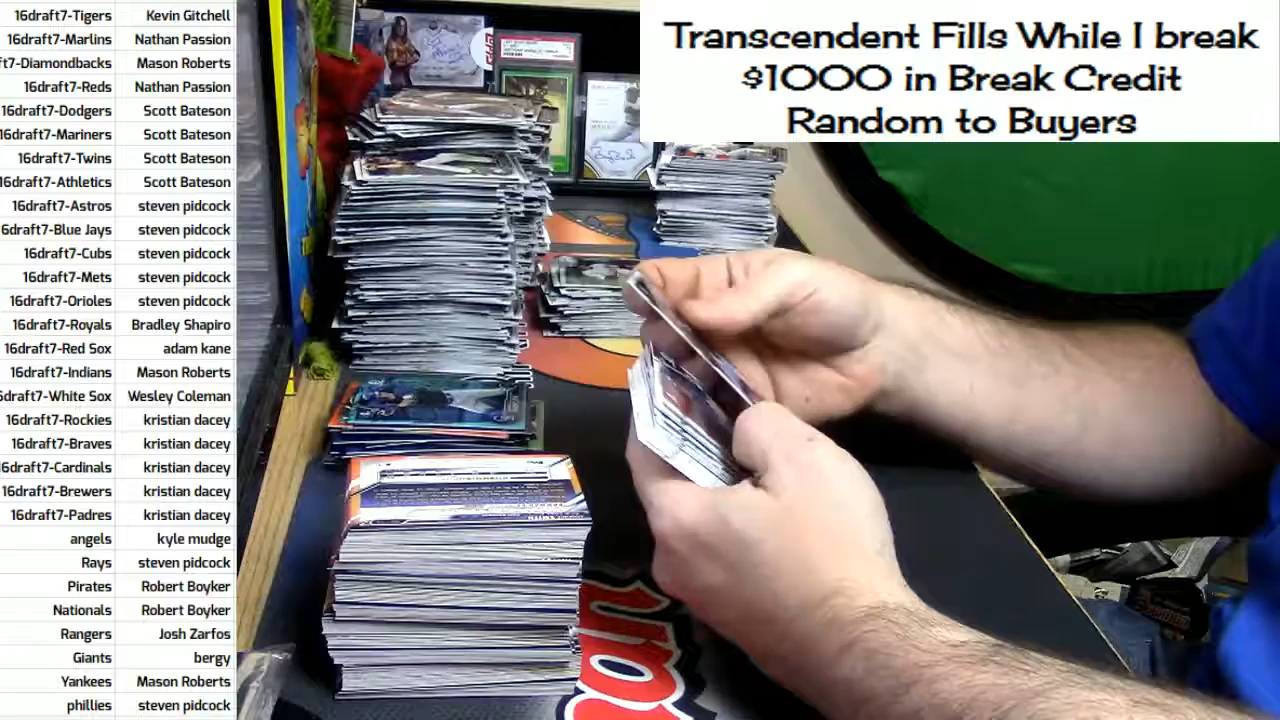 16draft7-Tigers Kevin Gitchell
16draft7-Marlins Nathan Passion
ft7-Diamondbacks Mason Roberts
16draft7-Reds Nathan Passion
16draft7-Dodgers Scott Bateson
16draft7-Mariners Scott Bateson
16draft7-Twins Scott Bateson
16draft7-Athletics Scott Bateson
16draft7-Astros steven pidcock
6draft7-Blue Jays steven pidcock
16draft7-Cubs steven pidcock
16draft7-Mets steven pidcock
16draft7-Orioles steven pidcock
16draft7-Royals Bradley Shapiro
16draft7-Red Sox adam kane
16draft7-Indians Mason Roberts
6draft7-White Sox Wesley Coleman
16draft7-Rockies kristian dacey
16draft7-Braves kristian dacey
6draft7-Cardinals kristian dacey
16draft7-Brewers kristian dacey
16draft7-Padres kristian dacey
angels kyle mudge
Rays steven pidcock
Pirates Robert Boyker
Nationals Robert Boyker
Rangers Josh Zarfos
Giants bergy
Yankees Mason Roberts
phillies steven pidcock
Transcendent Fills While I break
$1000 in Break Credit
Random to Buyers